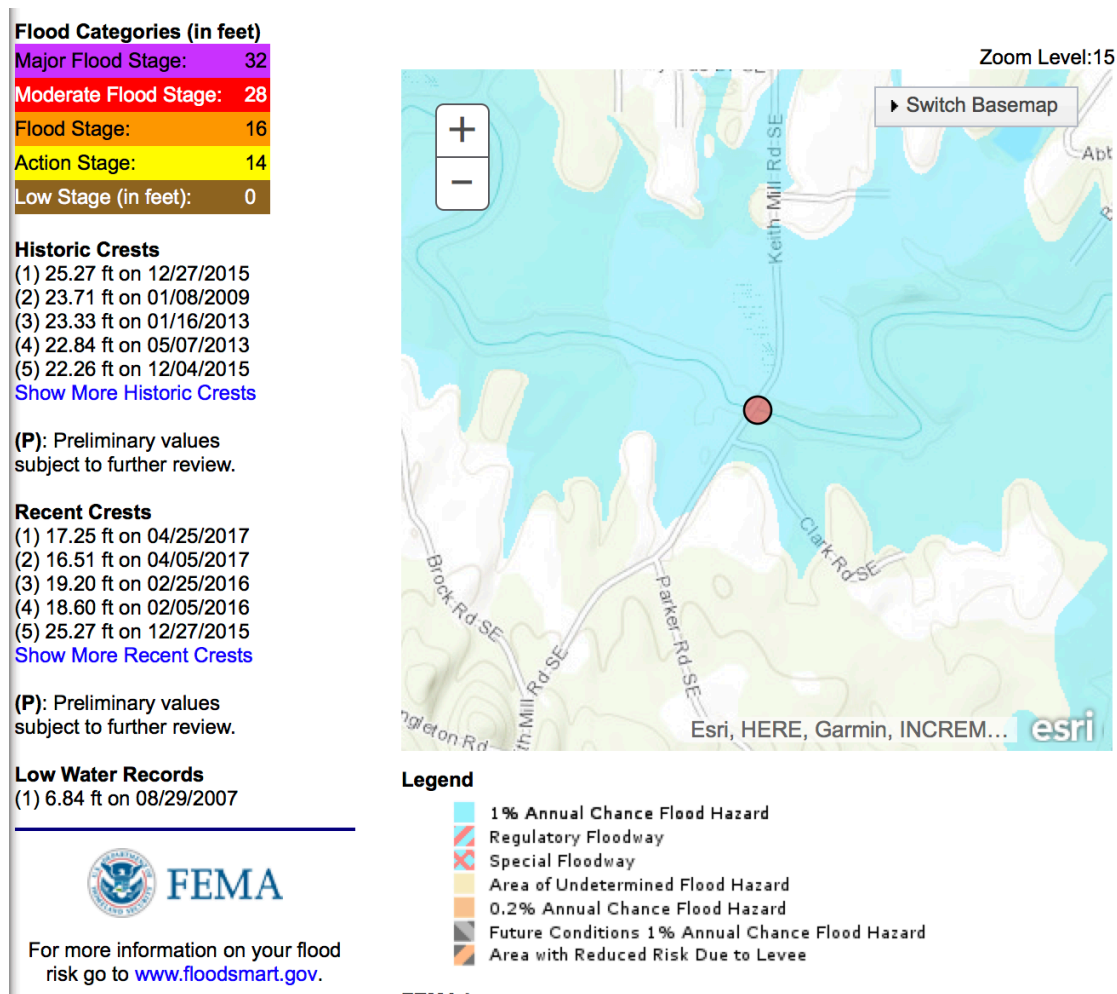 Flood Categories (in feet)
Major Flood Stage: 32
Moderate Flood Stage: 28
Flood Stage: 16
Action Stage: 14
Low Stage (in feet): 0
Historic Crests
(1) 25.27 ft on 12/27/2015
(2) 23.71 ft on 01/08/2009
(3) 23.33 ft on 01/16/2013
(4) 22.84 ft on 05/07/2013
(5) 22.26 ft on 12/04/2015
Show More Historic Crests
(P): Preliminary values
subject to further review.
Recent Crests
(1) 17.25 ft on 04/25/2017
(2) 16.51 ft on 04/05/2017
(3) 19.20 ft on 02/25/2016
(4) 18.60 ft on 02/05/2016
(5) 25.27 ft on 12/27/2015
Show More Recent Crests
(P): Preliminary values
subject to further review.
Low Water Records
(1) 6.84 ft on 08/29/2007
FEMA
For more information on your flood
risk go to www.floodsmart.gov.
Zoom Level:15
+
−
Switch Basemap
Abt
Keith Mill Rd SE
Clark Rd SE
Brock Rd SE
Parker Rd SE
th Mill Rd SE
ngleton Rd
Esri, HERE, Garmin, INCREM...
esri
Legend
1% Annual Chance Flood Hazard
Regulatory Floodway
Special Floodway
Area of Undetermined Flood Hazard
0.2% Annual Chance Flood Hazard
Future Conditions 1% Annual Chance Flood Hazard
Area with Reduced Risk Due to Levee